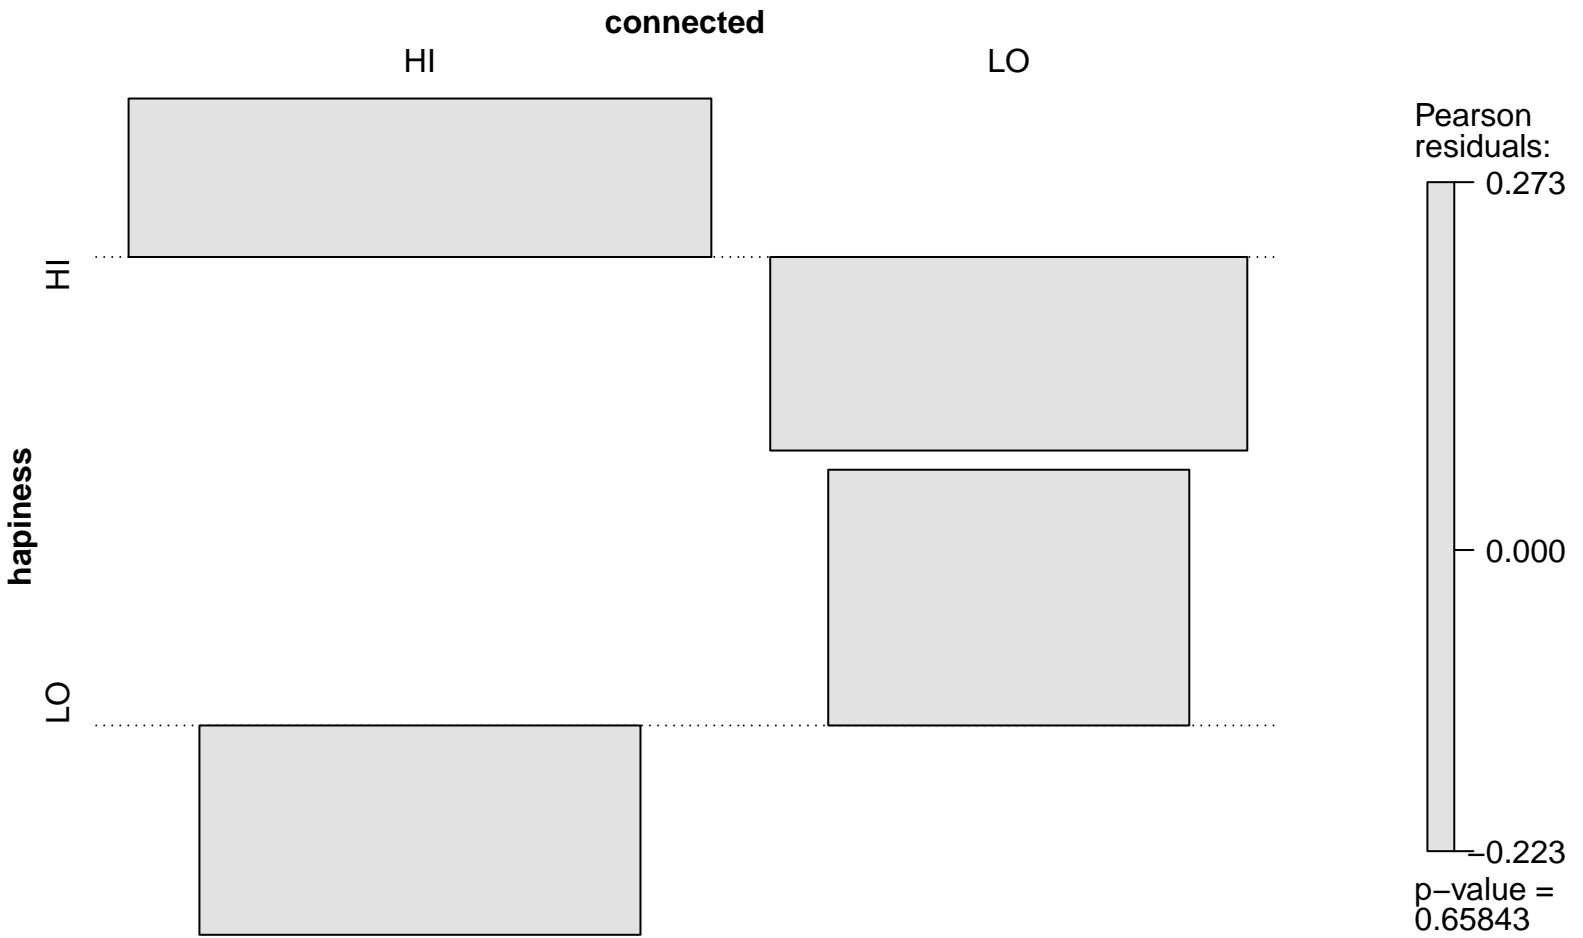 connected
HI
LO
HI
LO
hapiness
Pearson
residuals:
0.273
0.000
−0.223
p−value =
0.65843